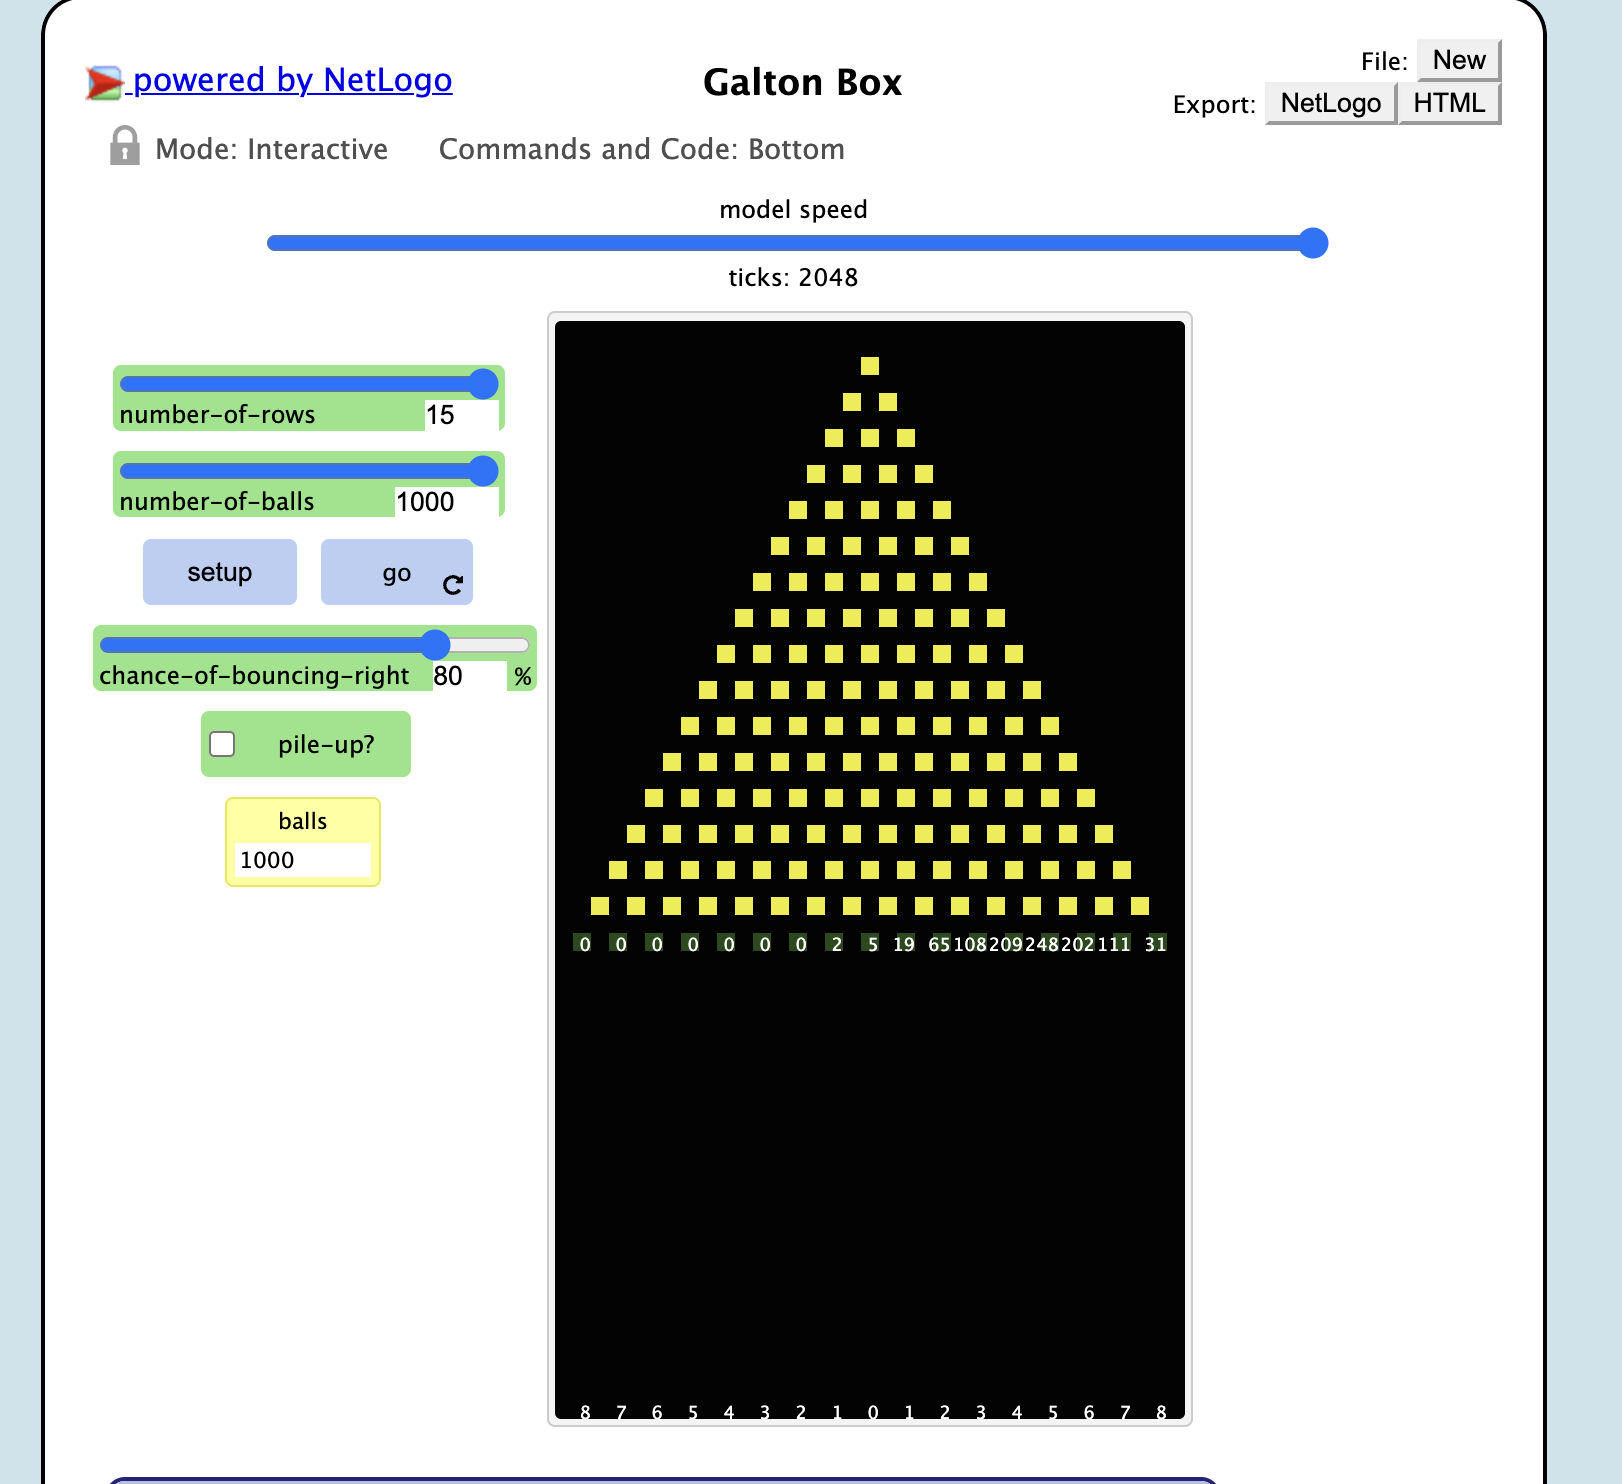 File: New
powered by NetLogo Galton Box
Export: NetLogo HTML
Mode: Interactive Commands and Code: Bottom
model speed
ticks: 2048
number-of-rows 15
number-of-balls 1000
setup go
chance-of-bouncing-right 80 %
pile-up?
balls
1000
0 0 0 0 0 0 0 2 5 19 65 108 209 248 202 111 31
8 7 6 5 4 3 2 1 0 1 2 3 4 5 6 7 8